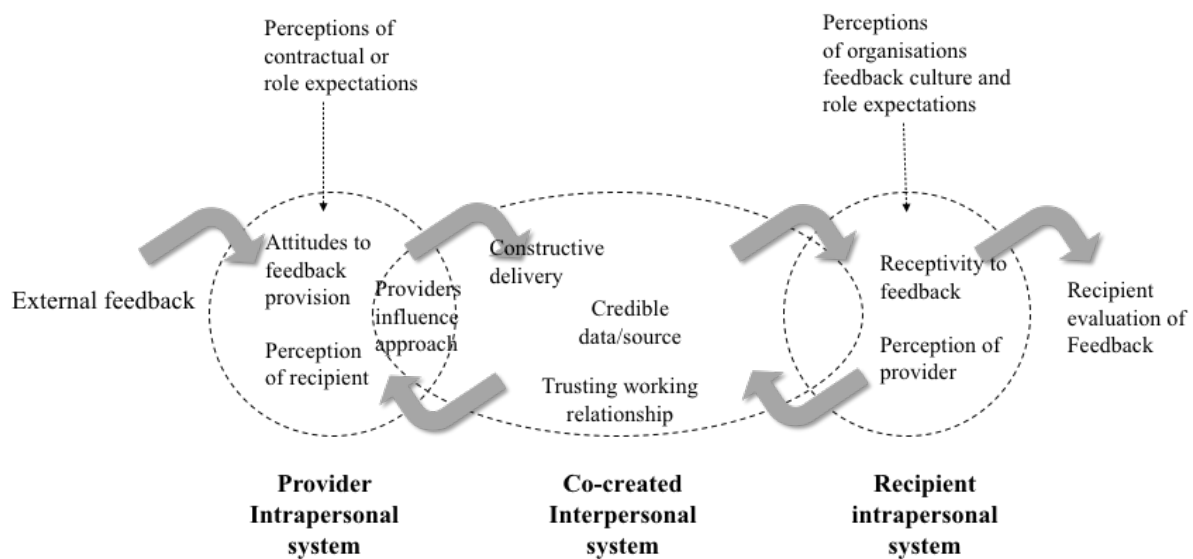 Perceptions of
contractual or
role expectations
Perceptions
of organisations
feedback culture and
role expectations
External feedback
Attitudes to
feedback
provision
Perception
of recipient
Providers
influence
approach
Constructive
delivery
Credible
data/source
Trusting working
relationship
Receptivity to
feedback
Perception of
provider
Recipient
evaluation of
Feedback
Provider
Intrapersonal
system
Co-created
Interpersonal
system
Recipient
intrapersonal
system